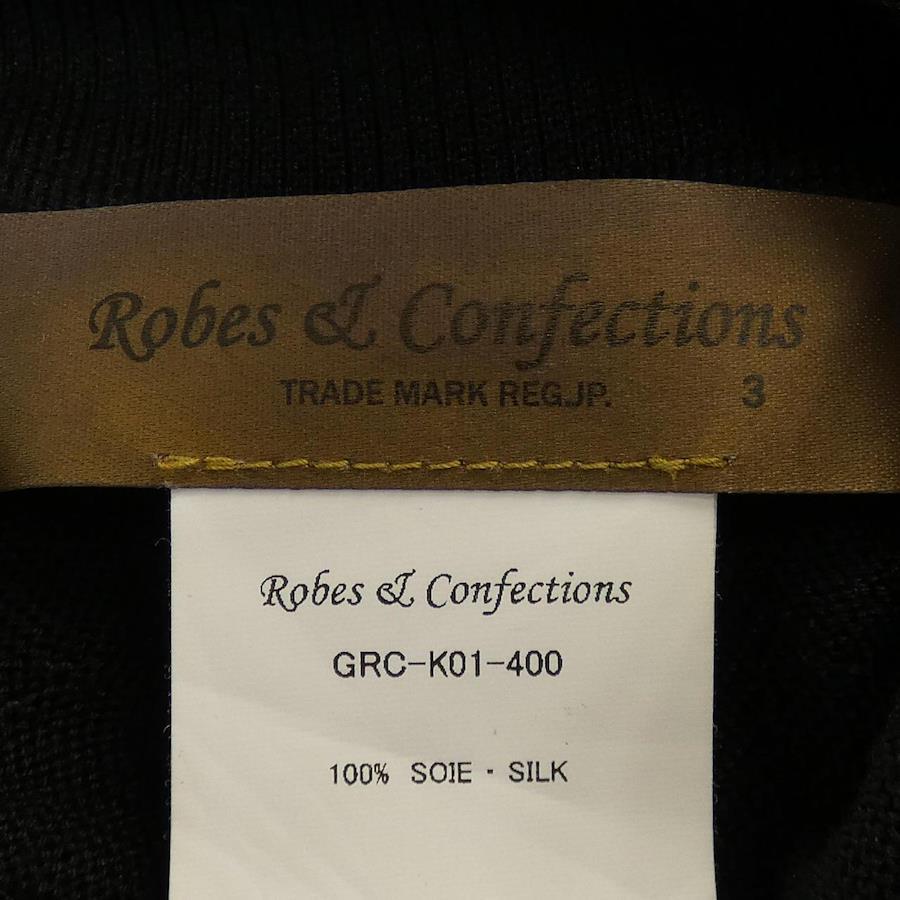 Robes & Confections
TRADE MARK REG.JP. 3
Robes & Confections
GRC-K01-400
100% SOIE · SILK